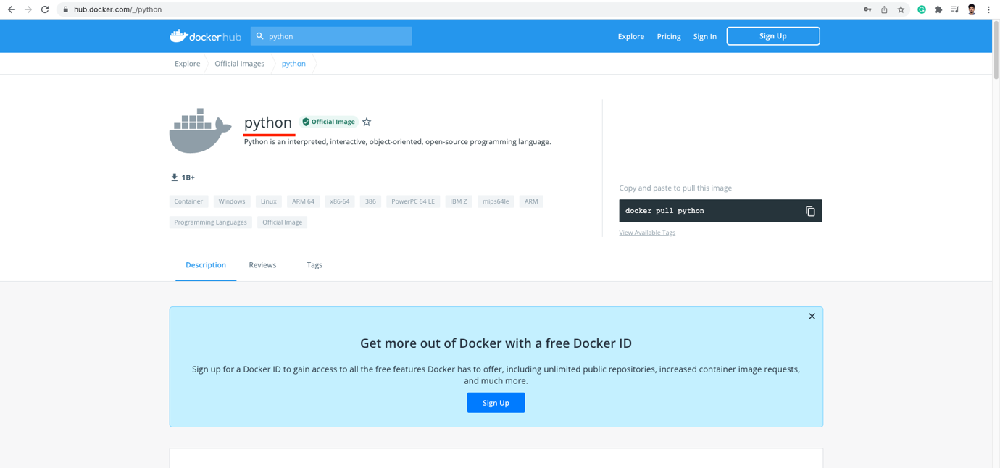 hub.docker.com/_/python
dockerhub
python
Explore
Pricing
Sign In
Sign Up
Explore
Official Images
python
python
Official Image
Python is an interpreted, interactive, object-oriented, open-source programming language.
1B+
Container
Windows
Linux
ARM 64
x86-64
386
PowerPC 64 LE
IBM Z
mips64le
ARM
Programming Languages
Official Image
Copy and paste to pull this image
docker pull python
View Available Tags
Description
Reviews
Tags
Get more out of Docker with a free Docker ID
Sign up for a Docker ID to gain access to all the free features Docker has to offer, including unlimited public repositories, increased container image requests,
and much more.
Sign Up